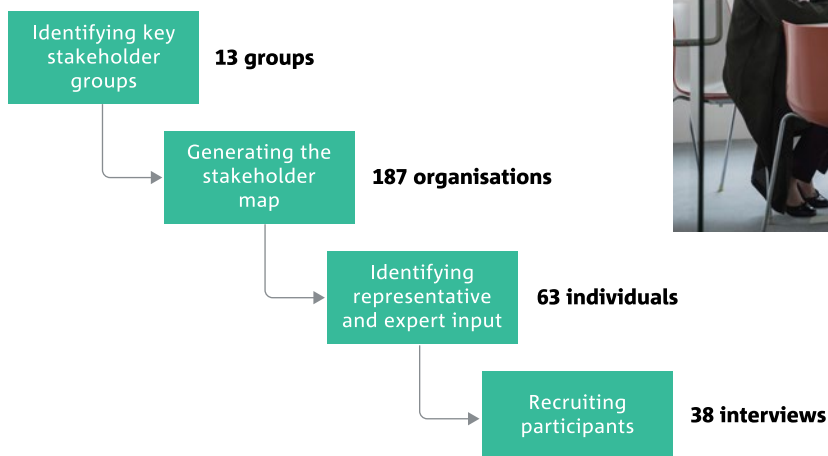 Identifying key
stakeholder
groups
13 groups
Generating the
stakeholder
map
187 organisations
Identifying
representative
and expert input
63 individuals
Recruiting
participants
38 interviews